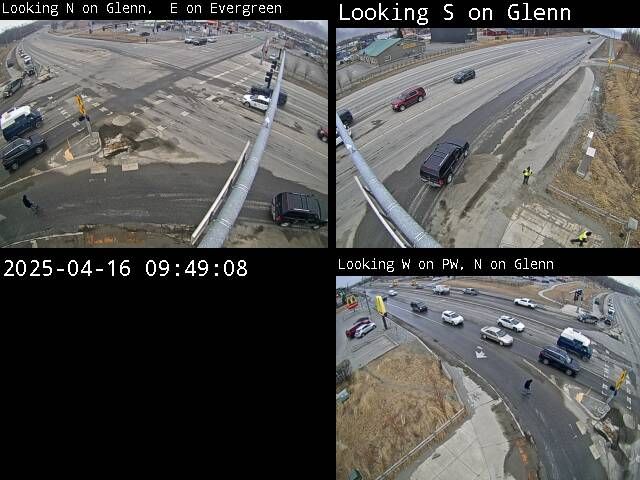 Looking N on Glenn, E on Evergreen
Looking S on Glenn
2025-04-16 09:49:08
Looking W on PW, N on Glenn